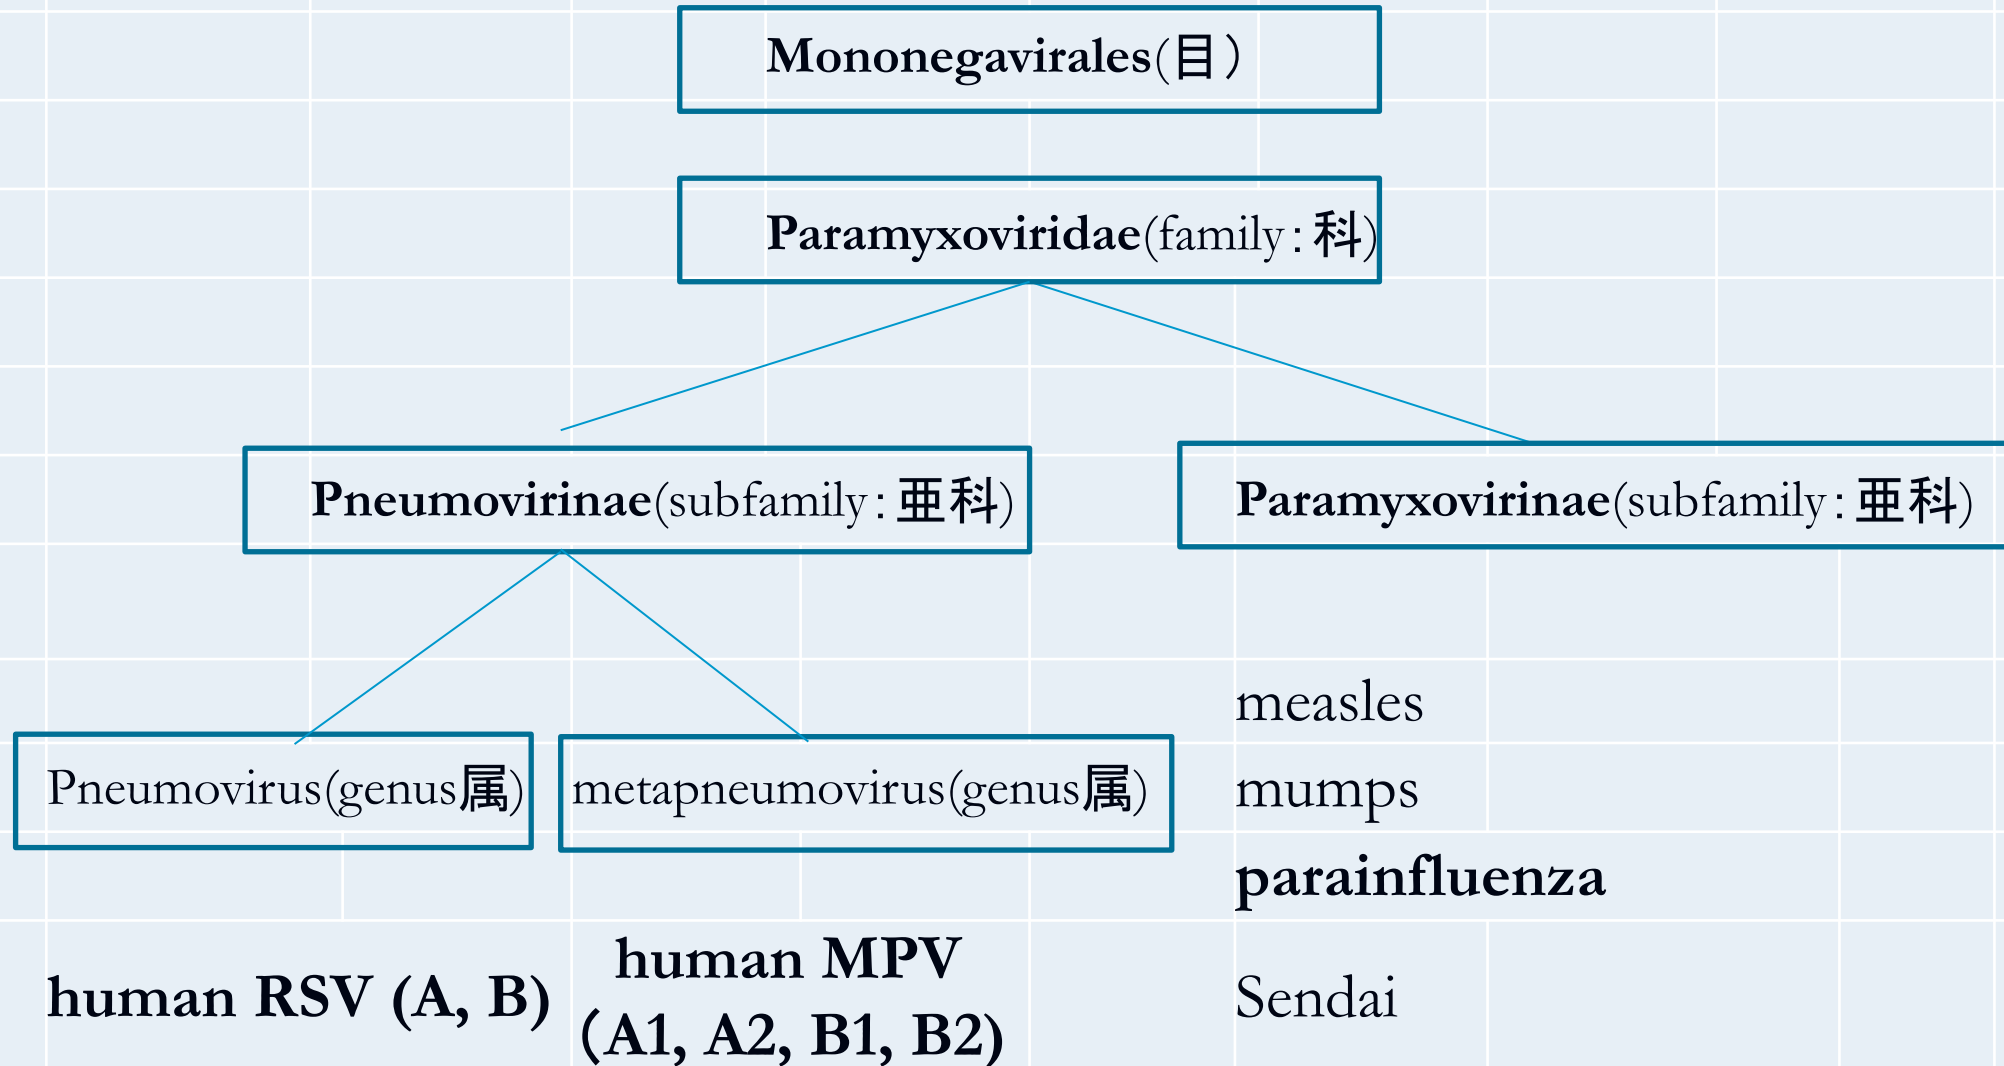 Mononegavirales(目）
Paramyxoviridae(family：科)
Pneumovirinae(subfamily：亜科)
Paramyxovirinae(subfamily：亜科)
Pneumovirus(genus属)
metapneumovirus(genus属)
measles
mumps
parainfluenza
human RSV (A, B)
human MPV
（A1, A2, B1, B2)
Sendai